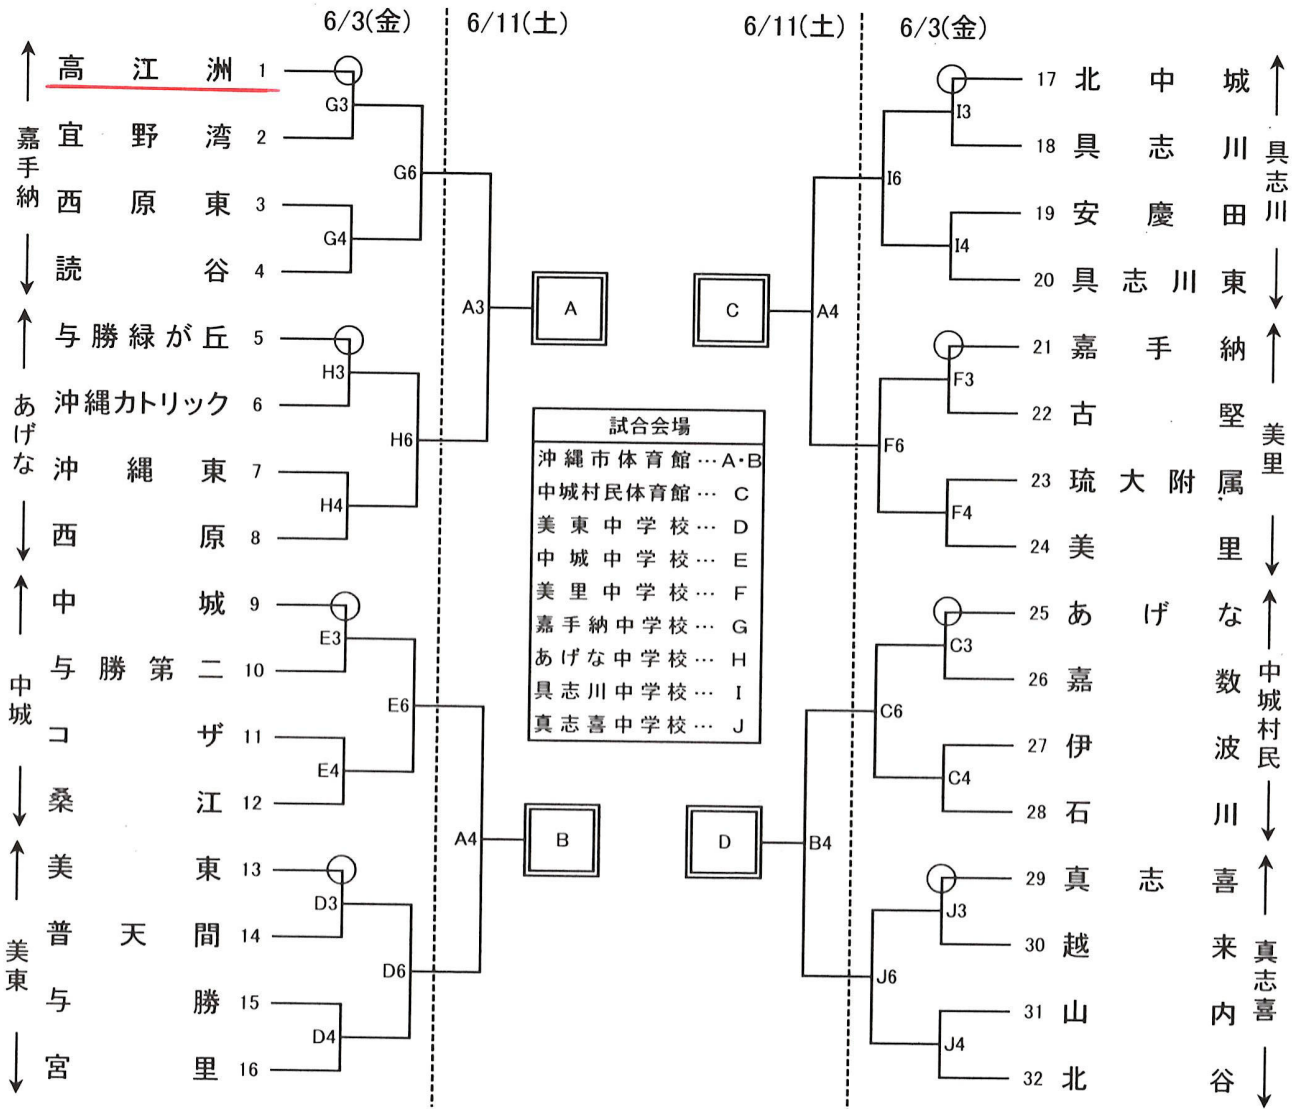 6/3(金) 6/11(土) 6/11(土) 6/3(金)
嘉手納
高江洲 1
G3
宜野湾 2
G6
西原東 3
G4
読谷 4
A3
A
あげな
与勝緑が丘 5
H3
沖縄カトリック 6
H6
沖縄東 7
H4
西原 8
中城
中城 9
E3
与勝第二 10
E6
コザ 11
E4
桑江 12
A4
B
美東
美東 13
D3
普天間 14
D6
与勝 15
D4
宮里 16
試合会場
沖縄市体育館…A・B
中城村民体育館… C
美東中学校… D
中城中学校… E
美里中学校… F
嘉手納中学校… G
あげな中学校… H
具志川中学校… I
真志喜中学校… J
17 北中城
I3
18 具志川
I6
19 安慶田
I4
20 具志川東
具志川
C
A4
21 嘉手納
F3
22 古堅
F6
23 琉大附属
F4
24 美里
美里
25 あげな
C3
26 嘉数
C6
27 伊波
C4
28 石川
中城村民
D
B4
29 真志喜
J3
30 越来
J6
31 山内
J4
32 北谷
真志喜